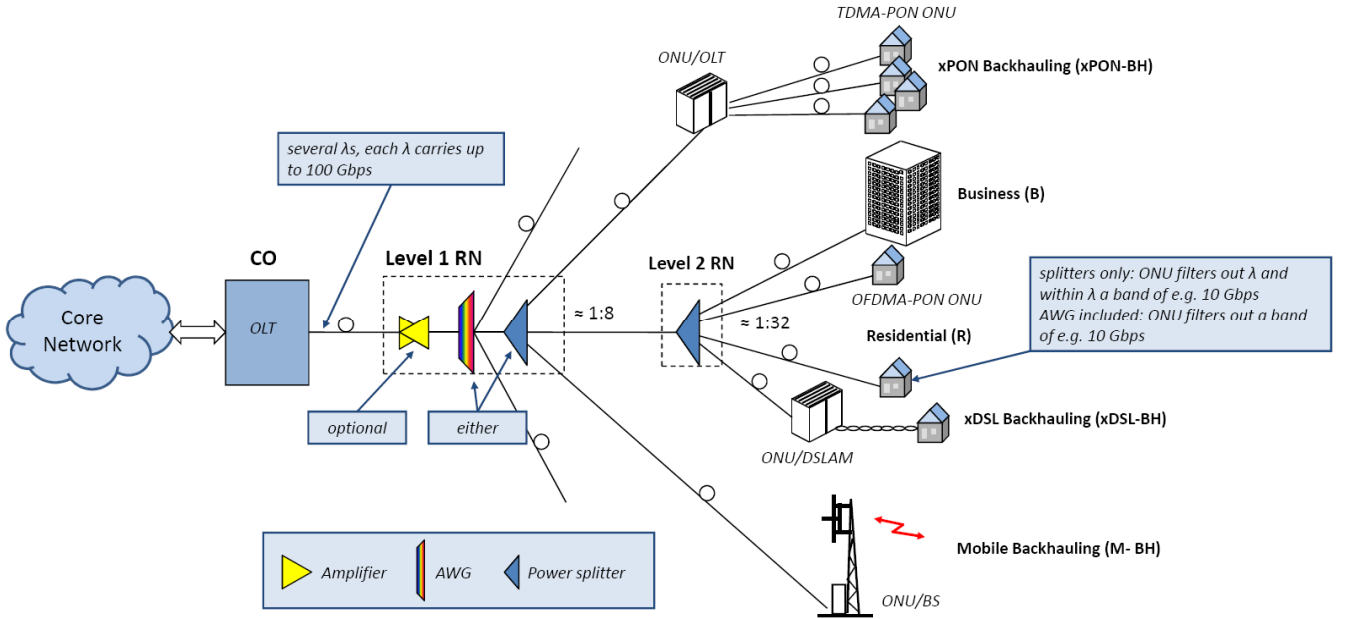 TDMA-PON ONU
ONU/OLT
xPON Backhauling (xPON-BH)
several λs, each λ carries up
to 100 Gbps
Business (B)
CO
Level 1 RN
Level 2 RN
splitters only: ONU filters out λ and
within λ a band of e.g. 10 Gbps
AWG included: ONU filters out a band
of e.g. 10 Gbps
OFDMA-PON ONU
Core
Network
OLT
≈ 1:8
≈ 1:32
Residential (R)
optional
either
xDSL Backhauling (xDSL-BH)
ONU/DSLAM
Mobile Backhauling (M- BH)
Amplifier
AWG
Power splitter
ONU/BS